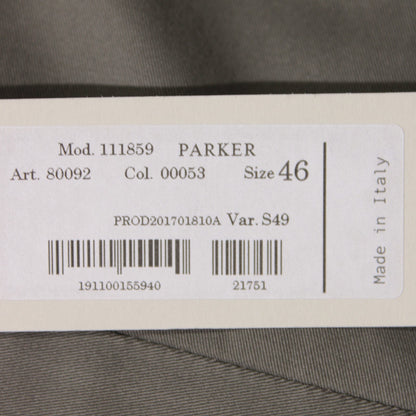 Mod. 111859 PARKER
Art. 80092 Col. 00053 Size 46
PROD201701810A Var. S49
191100155940 21751
Made in Italy